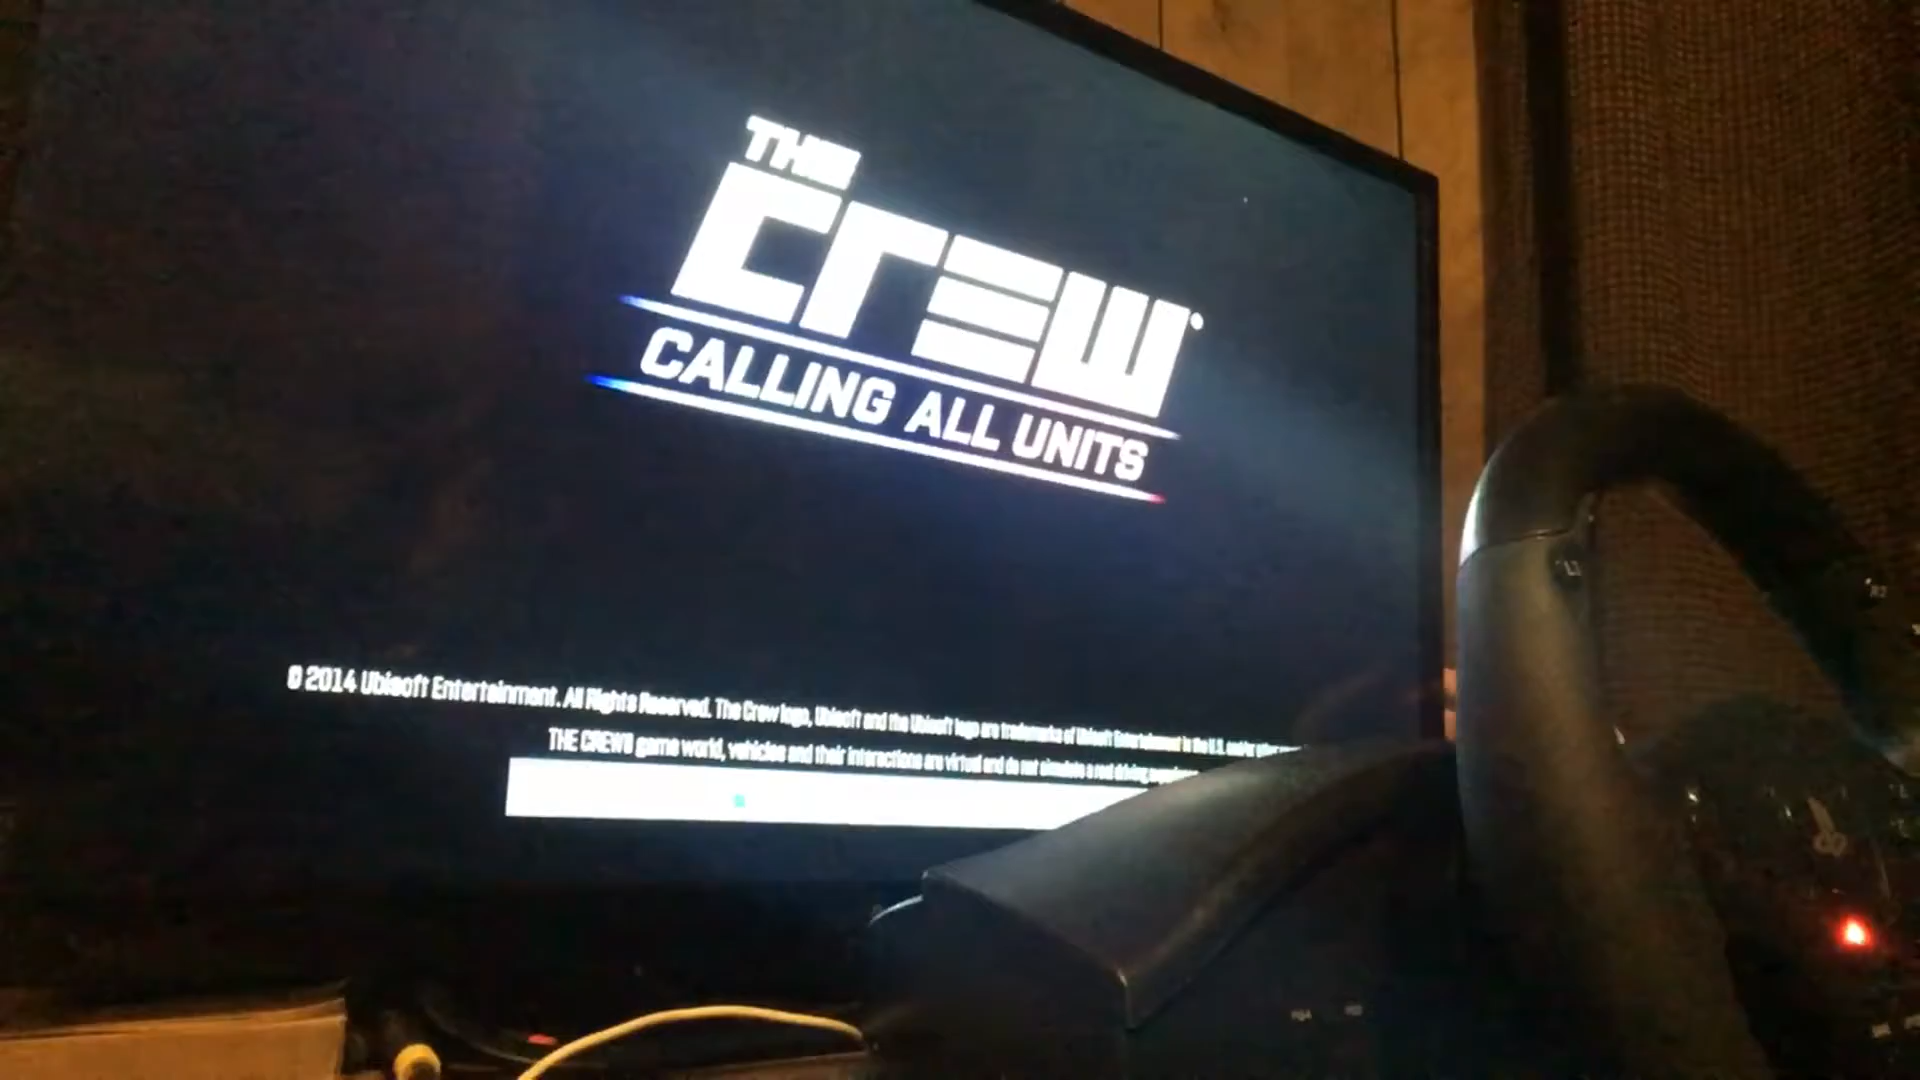 THE
CREW
CALLING ALL UNITS
© 2014 Ubisoft Entertainment. All Rights Reserved. The Crew logo, Ubisoft and the Ubisoft logo are trademarks of Ubisoft Entertainment in the U.S. and/or other
THE CREW® game world, vehicles and their interactions are virtual and do not simulate a real driving
L3
R2